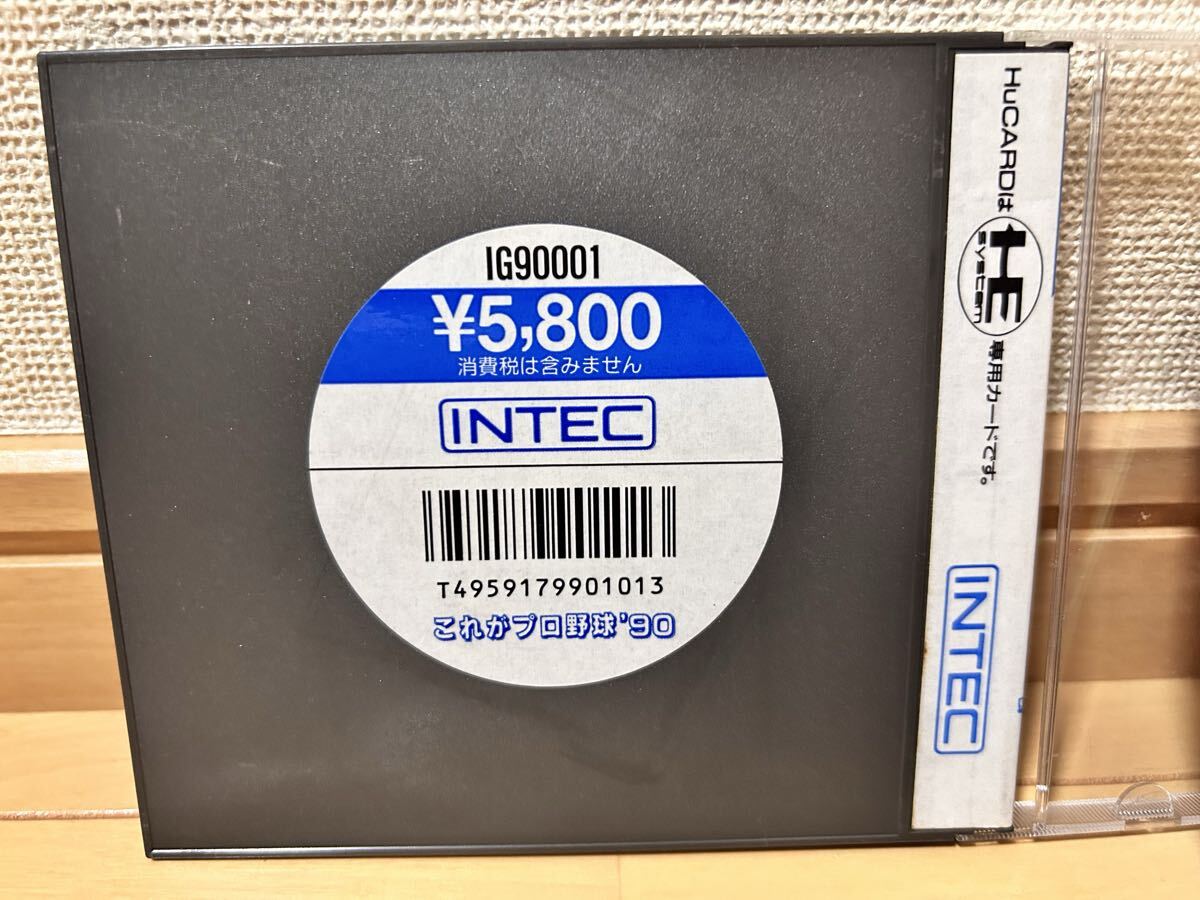 IG90001
¥5,800
消費税は含みません
INTEC
T4959179901013
これがプロ野球'90
HuCARDは
HE
system
専用カードです。
INTEC